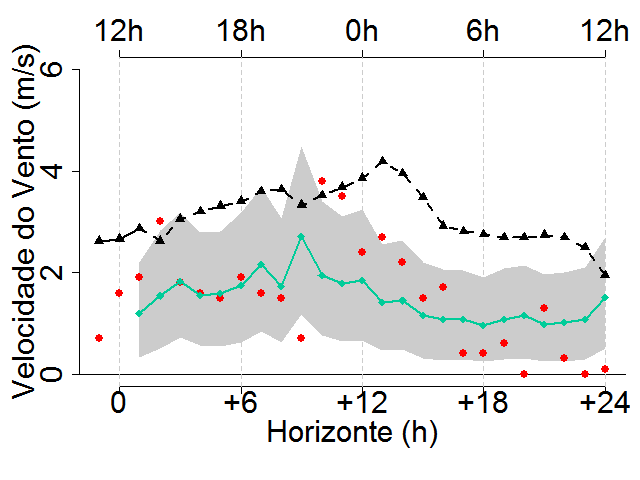 12h 18h 0h 6h 12h
Velocidade do Vento (m/s)
6
4
2
0
0 +6 +12 +18 +24
Horizonte (h)